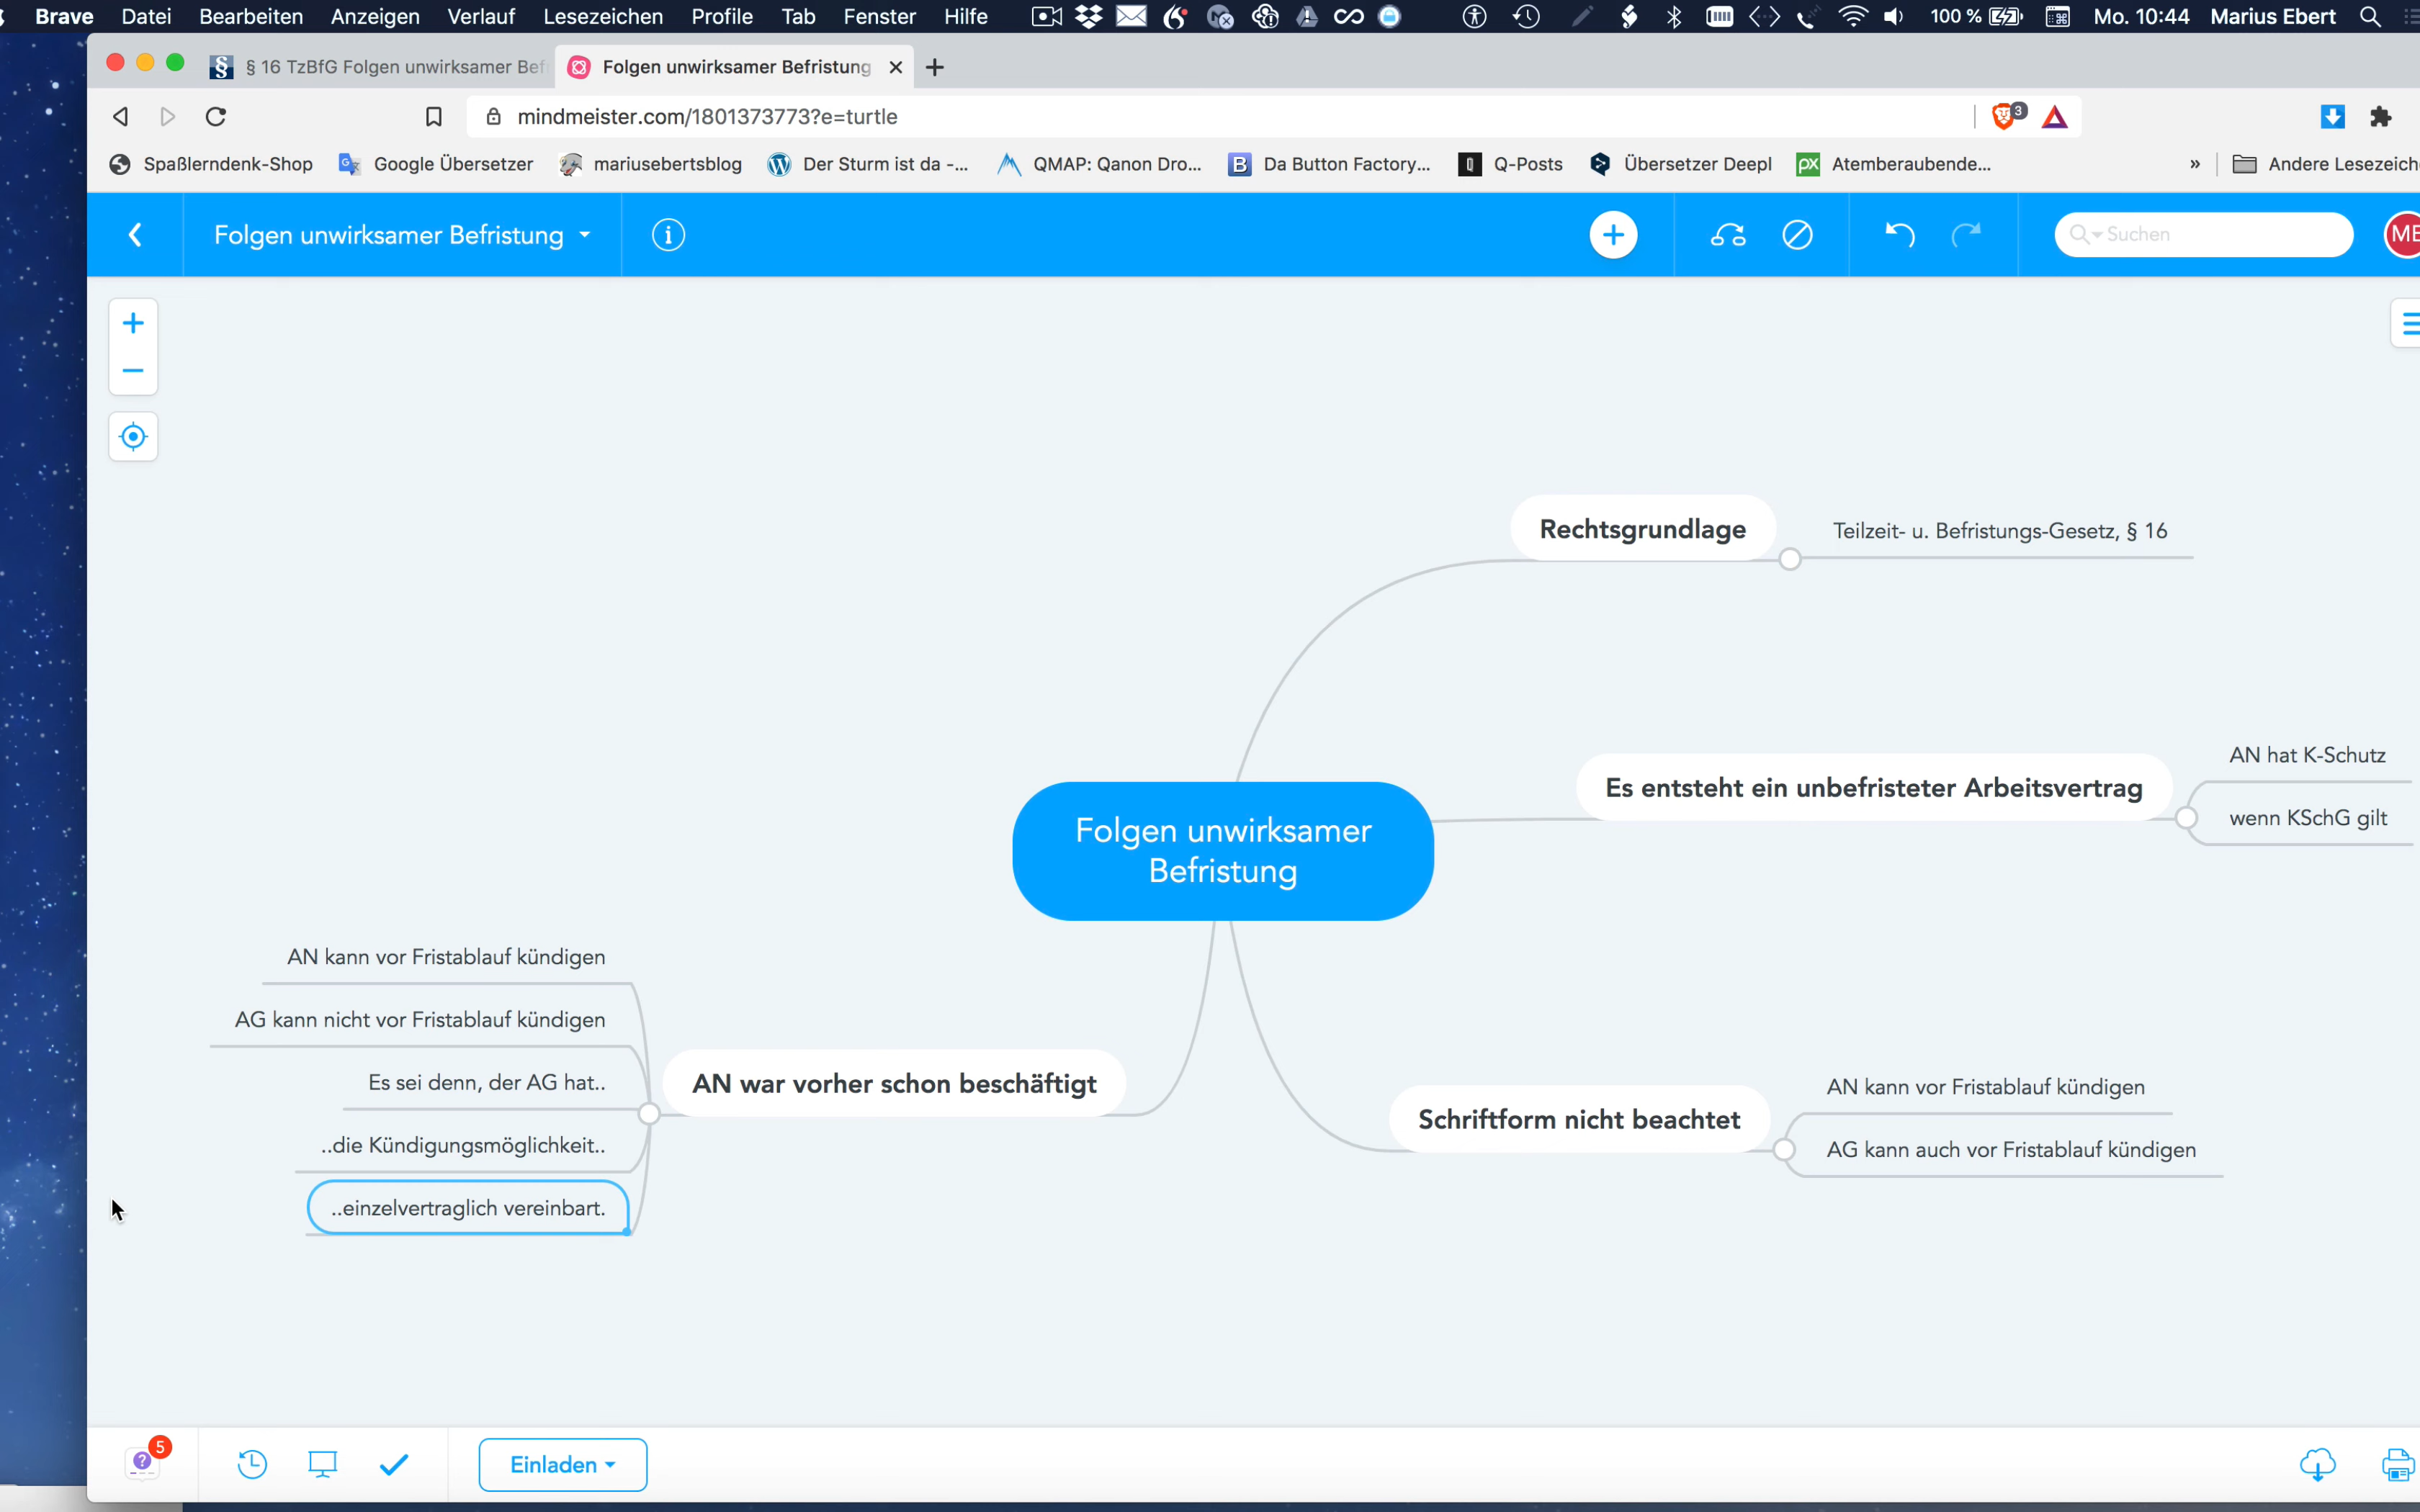 Brave Datei Bearbeiten Anzeigen Verlauf Lesezeichen Profile Tab Fenster Hilfe 100 % Mo. 10:44 Marius Ebert
§ 16 TzBfG Folgen unwirksamer Bef
Folgen unwirksamer Befristung
mindmeister.com/1801373773?e=turtle
3
Spaßlerndenk-Shop Google Übersetzer mariusebertsblog Der Sturm ist da -... QMAP: Qanon Dro... Da Button Factory... Q-Posts Übersetzer Deepl Atemberaubende... » Andere Lesezeich
Folgen unwirksamer Befristung
Suchen
ME
Rechtsgrundlage
Teilzeit- u. Befristungs-Gesetz, § 16
Es entsteht ein unbefristeter Arbeitsvertrag
AN hat K-Schutz
wenn KSchG gilt
Folgen unwirksamer
Befristung
AN kann vor Fristablauf kündigen
AG kann nicht vor Fristablauf kündigen
Es sei denn, der AG hat..
..die Kündigungsmöglichkeit..
..einzelvertraglich vereinbart.
AN war vorher schon beschäftigt
Schriftform nicht beachtet
AN kann vor Fristablauf kündigen
AG kann auch vor Fristablauf kündigen
5
Einladen